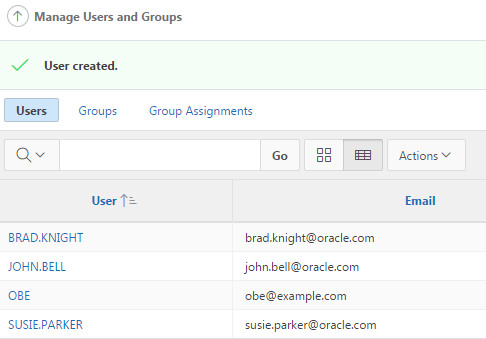 Manage Users and Groups
User created.
Users Groups Group Assignments
Go Actions
User Email
BRAD.KNIGHT brad.knight@oracle.com
JOHN.BELL john.bell@oracle.com
OBE obe@example.com
SUSIE.PARKER susie.parker@oracle.com